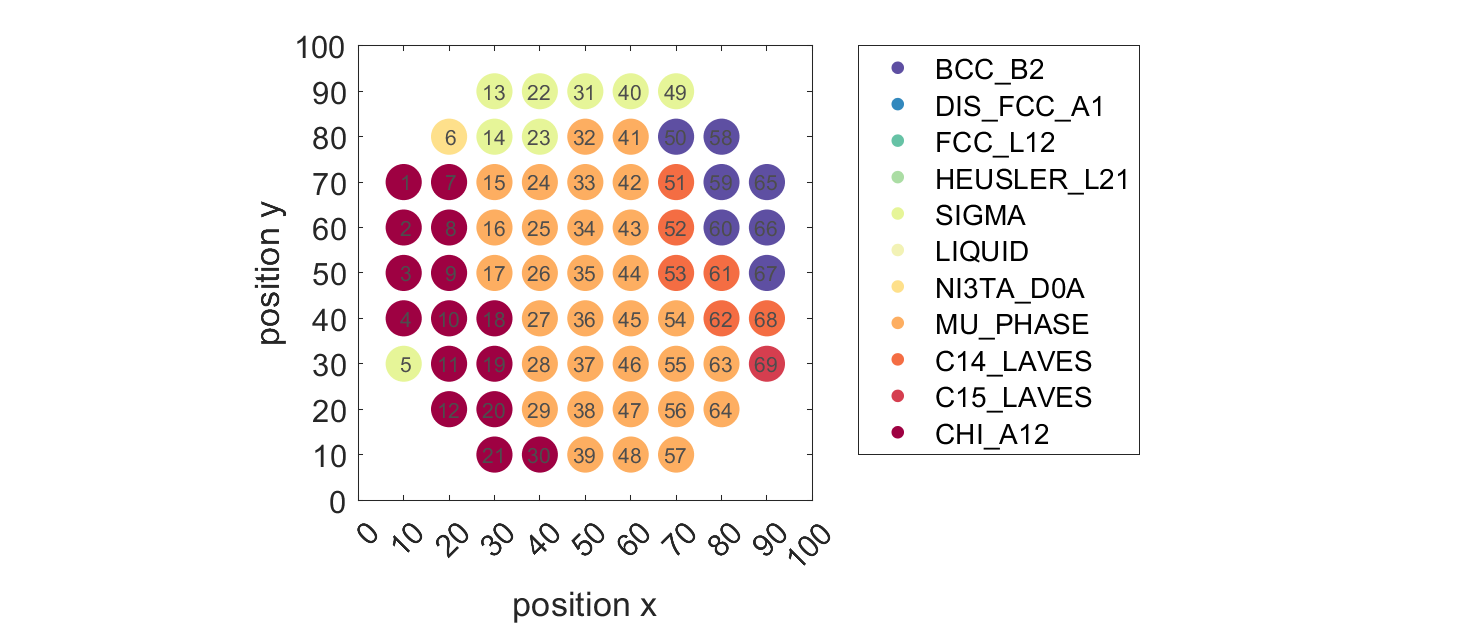 100
90
80
70
60
50
40
30
20
10
0
position y
13 22 31 40 49
6 14 23 32 41 50 58
1 7 15 24 33 42 51 59 65
2 8 16 25 34 43 52 60 66
3 9 17 26 35 44 53 61 67
4 10 18 27 36 45 54 62 68
5 11 19 28 37 46 55 63 69
12 20 29 38 47 56 64
21 30 39 48 57
0 10 20 30 40 50 60 70 80 90 100
position x
BCC_B2
DIS_FCC_A1
FCC_L12
HEUSLER_L21
SIGMA
LIQUID
NI3TA_D0A
MU_PHASE
C14_LAVES
C15_LAVES
CHI_A12